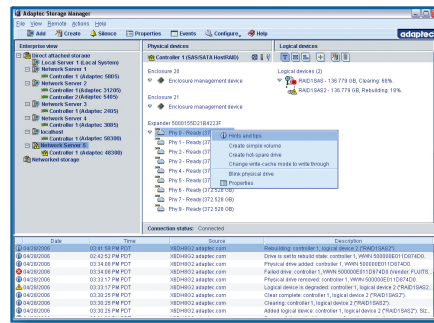 Adaptec Storage Manager
File View Remote Actions Help
Add Create Silence Properties Events Configure Help
adaptec
Enterprise view
Direct attached storage
Local Server 1 (Local System)
Network Server 1
Controller 1 (Adaptec 5805)
Network Server 2
Controller 1 (Adaptec 31205)
Controller 2 (Adaptec 5405)
Network Server 3
Controller 1 (Adaptec 2405)
Network Server 4
Controller 1 (Adaptec 3805)
localhost
Controller 1 (Adaptec 58300)
Network Server 5
Controller 1 (Adaptec 48300)
Networked storage
Physical devices
Controller 1 (SAS/SATA HostRAID)
Enclosure 20
Enclosure management device
Enclosure 21
Enclosure management device
Expander 5000155D21B4223F
Phy 0 - Ready (37
Phy 1 - Ready (37
Phy 2 - Ready (37
Phy 3 - Ready (37
Phy 4 - Ready (37
Phy 5 - Ready (37
Phy 6 - Ready (372.528 GB)
Phy 7 - Ready (372.528 GB)
Phy 8 - Ready (372.528 GB)
Hints and tips
Create simple volume
Create hot-spare drive
Change write-cache mode to write through
Blink physical drive
Properties
Logical devices
Logical devices (2)
RAID1SAS - 136.779 GB, Clearing: 88%.
RAID1SAS2 - 136.779 GB, Rebuilding: 19%.
Connection status: Connected
Date Time Source Description
04/28/2006 03:41:58 PM PDT X6DH8G2.adaptec.com Rebuilding: controller 1, logical device 2 ("RAID1SAS2").
04/28/2006 02:42:52 PM PDT X6DH8G2.adaptec.com Drive is set to rebuild state: controller 1, WWN 500000E011D874D0.
04/28/2006 03:34:08 PM PDT X6DH8G2.adaptec.com Physical drive added: controller 1, WWN 500000E011D874D0.
04/28/2006 03:34:08 PM PDT X6DH8G2.adaptec.com Failed drive: controller 1, WWN 500000E011D874D0 (Vendor: FUJITS...
04/28/2006 03:33:17 PM PDT X6DH8G2.adaptec.com Physical drive removed: controller 1, WWN 500000E011D874D0.
04/28/2006 03:33:17 PM PDT X6DH8G2.adaptec.com Logical device is degraded: controller 1, logical device 2 ("RAID1SAS...
04/28/2006 03:30:25 PM PDT X6DH8G2.adaptec.com Clear complete: controller 1, logical device 2 ("RAID1SAS2").
04/28/2006 03:30:25 PM PDT X6DH8G2.adaptec.com Clearing: controller 1, logical device 2 ("RAID1SAS2").
04/28/2006 03:30:25 PM PDT X6DH8G2.adaptec.com Added logical device: controller 1, logical device 2 ("RAID1SAS2"). Siz...